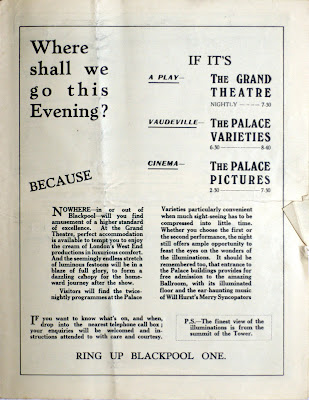 Where
shall we
go this
Evening?
IF IT'S
A PLAY— THE GRAND
THEATRE
NIGHTLY ---- 7-30
VAUDEVILLE— THE PALACE
VARIETIES
6-30 ------ 8-40
CINEMA— THE PALACE
PICTURES
2-30 ------ 7-30
BECAUSE
NOWHERE in or out of
Blackpool will you find
amusement of a higher standard
of excellence. At the Grand
Theatre, perfect accommodation
is available to tempt you to enjoy
the cream of London's West End
productions in luxurious comfort.
And the seemingly endless stretch
of luminous festoons will be in a
blaze of full glory, to form a
dazzling calhopy for the home-
ward journey after the show.
Visitors will find the twice-
nightly programmes at the Palace
Varieties particularly convenient
when much sight-seeing has to be
compressed into little time.
Whether you choose the first or
the second performance, the night
still offers ample opportunity to
feast the eyes on the wonders of
the illuminations. It should be
remembered too, that entrance to
the Palace buildings provides for
free admission to the amazing
Ballroom, with its illuminated
floor and the ear-haunting music
of Will Hurst's Merry Syncopators
IF you want to know what's on, and when,
drop into the nearest telephone call box;
your enquiries will be welcomed and in-
structions attended to with care and courtesy.
P.S.—The finest view of the
illuminations is from the
summit of the Tower.
RING UP BLACKPOOL ONE.